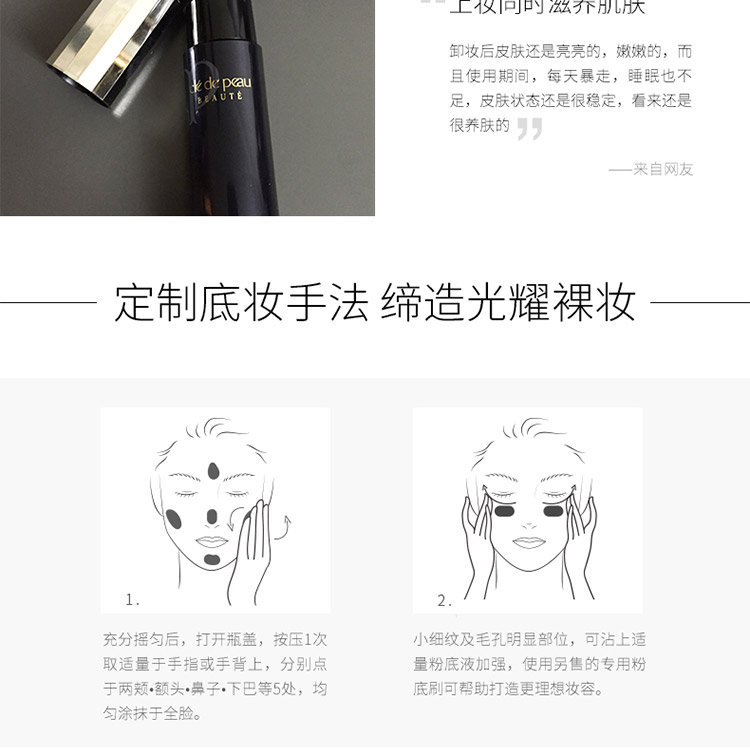 上妆同时滋养肌肤
clé de peau
BEAUTÉ
卸妆后皮肤还是亮亮的，嫩嫩的，而
且使用期间，每天暴走，睡眠也不
足，皮肤状态还是很稳定，看来还是
很养肤的
——来自网友
定制底妆手法 缔造光耀裸妆
1.
充分摇匀后，打开瓶盖，按压1次
取适量于手指或手背上，分别点
于两颊•额头•鼻子•下巴等5处，均
匀涂抹于全脸。
2.
小细纹及毛孔明显部位，可沾上适
量粉底液加强，使用另售的专用粉
底刷可帮助打造更理想妆容。